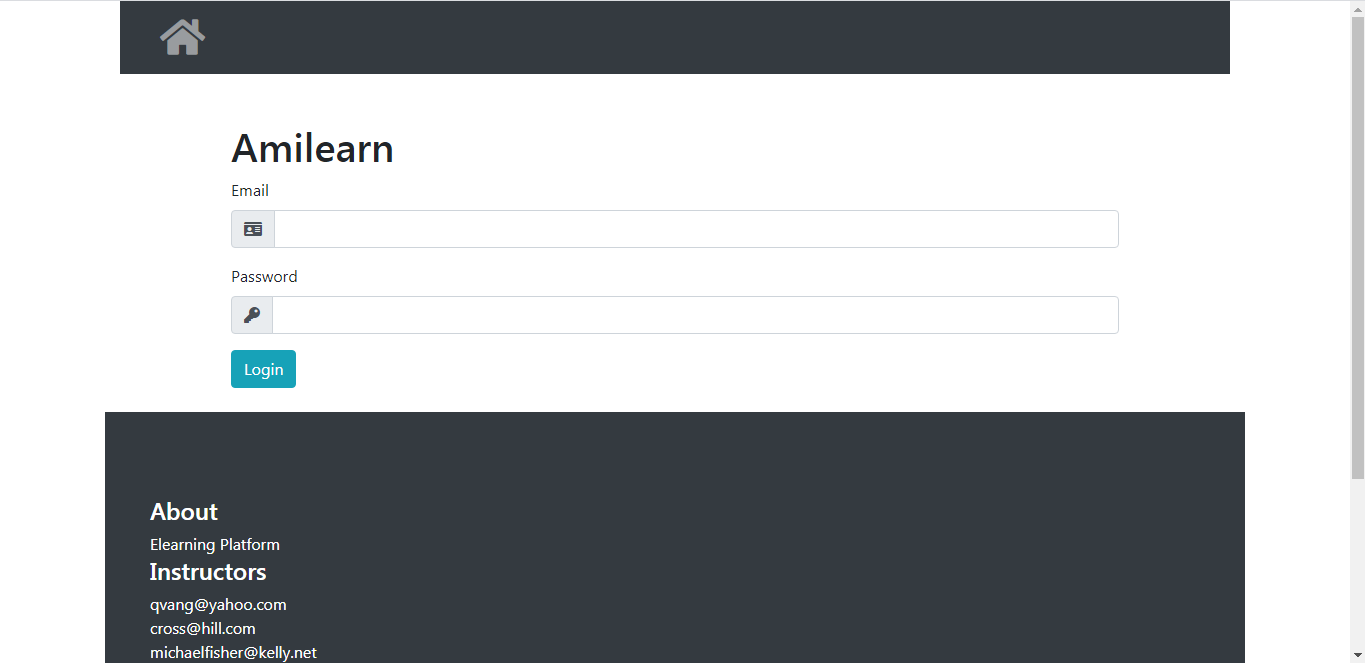 Amilearn
Email
Password
Login
About
Elearning Platform
Instructors
qvang@yahoo.com
cross@hill.com
michaelfisher@kelly.net